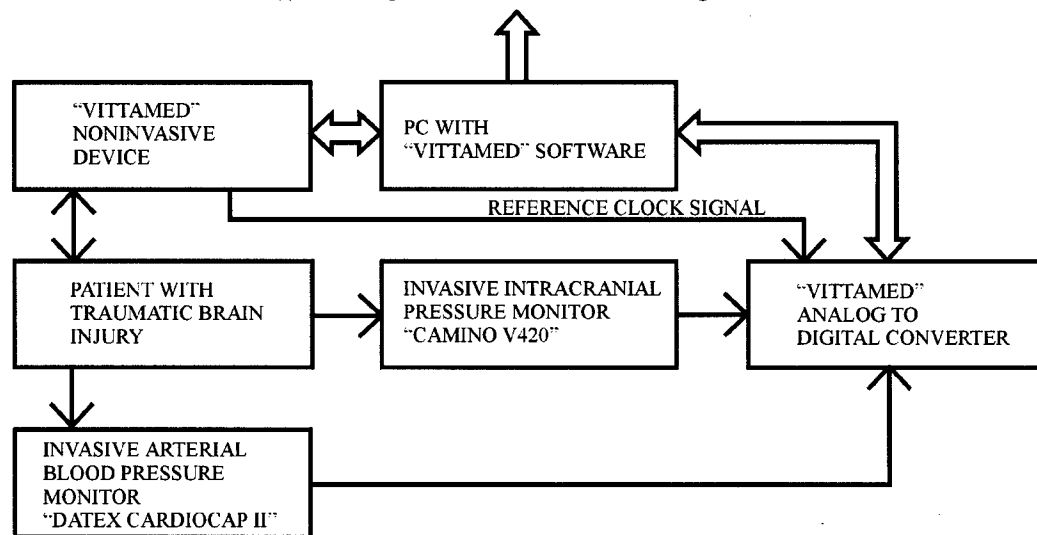 "VITTAMED"
NONINVASIVE
DEVICE
PC WITH
"VITTAMED" SOFTWARE
REFERENCE CLOCK SIGNAL
PATIENT WITH
TRAUMATIC BRAIN
INJURY
INVASIVE INTRACRANIAL
PRESSURE MONITOR
"CAMINO V420"
"VITTAMED"
ANALOG TO
DIGITAL CONVERTER
INVASIVE ARTERIAL
BLOOD PRESSURE
MONITOR
"DATEX CARDIOCAP II"